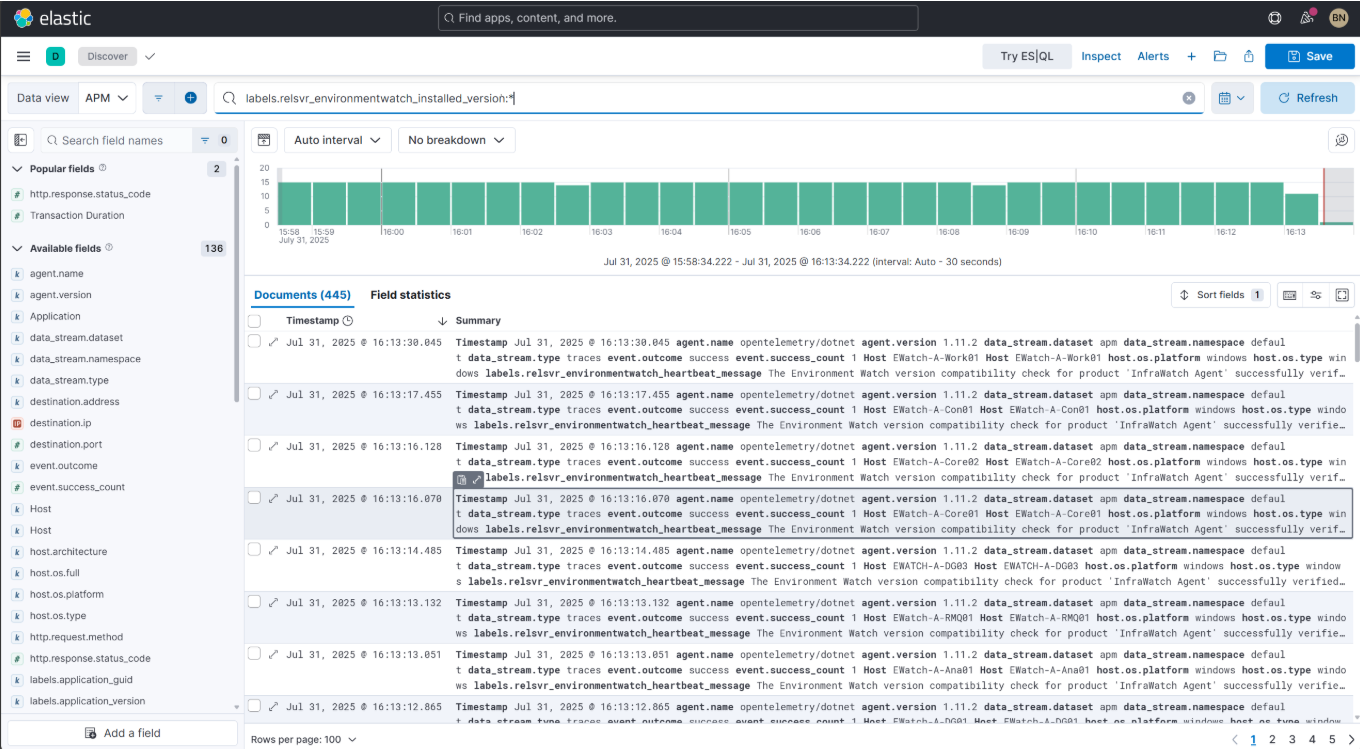 elastic
Find apps, content, and more.
BN
D
Discover
Try ES|QL
Inspect
Alerts
Save
Data view
APM
labels.relsvr_environmentwatch_installed_version:*
Refresh
Search field names
0
Auto interval
No breakdown
Popular fields
2
http.response.status_code
Transaction Duration
Available fields
136
agent.name
agent.version
Application
data_stream.dataset
data_stream.namespace
data_stream.type
destination.address
destination.ip
destination.port
event.outcome
event.success_count
Host
Host
host.architecture
host.os.full
host.os.platform
host.os.type
http.request.method
http.response.status_code
labels.application_guid
labels.application_version
Add a field
20
15
10
5
0
15:58 15:59 16:00 16:01 16:02 16:03 16:04 16:05 16:06 16:07 16:08 16:09 16:10 16:11 16:12 16:13
July 31, 2025
Jul 31, 2025 @ 15:58:34.222 - Jul 31, 2025 @ 16:13:34.222 (interval: Auto - 30 seconds)
Documents (445)
Field statistics
Sort fields 1
Timestamp
Summary
Jul 31, 2025 @ 16:13:30.045
Timestamp Jul 31, 2025 @ 16:13:30.045 agent.name opentelemetry/dotnet agent.version 1.11.2 data_stream.dataset apm data_stream.namespace defaul
t data_stream.type traces event.outcome success event.success_count 1 Host EWatch-A-Work01 Host EWatch-A-Work01 host.os.platform windows host.os.type win
dows labels.relsvr_environmentwatch_heartbeat_message The Environment Watch version compatibility check for product 'InfraWatch Agent' successfully verif…
Jul 31, 2025 @ 16:13:17.455
Timestamp Jul 31, 2025 @ 16:13:17.455 agent.name opentelemetry/dotnet agent.version 1.11.2 data_stream.dataset apm data_stream.namespace defaul
t data_stream.type traces event.outcome success event.success_count 1 Host EWatch-A-Con01 Host EWatch-A-Con01 host.os.platform windows host.os.type windo
ws labels.relsvr_environmentwatch_heartbeat_message The Environment Watch version compatibility check for product 'InfraWatch Agent' successfully verifie…
Jul 31, 2025 @ 16:13:16.128
Timestamp Jul 31, 2025 @ 16:13:16.128 agent.name opentelemetry/dotnet agent.version 1.11.2 data_stream.dataset apm data_stream.namespace defaul
t data_stream.type traces event.outcome success event.success_count 1 Host EWatch-A-Core02 Host EWatch-A-Core02 host.os.platform windows host.os.type win
labels.relsvr_environmentwatch_heartbeat_message The Environment Watch version compatibility check for product 'InfraWatch Agent' successfully verif…
Jul 31, 2025 @ 16:13:16.070
Timestamp Jul 31, 2025 @ 16:13:16.070 agent.name opentelemetry/dotnet agent.version 1.11.2 data_stream.dataset apm data_stream.namespace defaul
t data_stream.type traces event.outcome success event.success_count 1 Host EWatch-A-Core01 Host EWatch-A-Core01 host.os.platform windows host.os.type win
dows labels.relsvr_environmentwatch_heartbeat_message The Environment Watch version compatibility check for product 'InfraWatch Agent' successfully verif…
Jul 31, 2025 @ 16:13:14.485
Timestamp Jul 31, 2025 @ 16:13:14.485 agent.name opentelemetry/dotnet agent.version 1.11.2 data_stream.dataset apm data_stream.namespace defaul
t data_stream.type traces event.outcome success event.success_count 1 Host EWATCH-A-DG03 Host EWATCH-A-DG03 host.os.platform windows host.os.type window
s labels.relsvr_environmentwatch_heartbeat_message The Environment Watch version compatibility check for product 'InfraWatch Agent' successfully verified…
Jul 31, 2025 @ 16:13:13.132
Timestamp Jul 31, 2025 @ 16:13:13.132 agent.name opentelemetry/dotnet agent.version 1.11.2 data_stream.dataset apm data_stream.namespace defaul
t data_stream.type traces event.outcome success event.success_count 1 Host EWatch-A-RMQ01 Host EWatch-A-RMQ01 host.os.platform windows host.os.type windo
ws labels.relsvr_environmentwatch_heartbeat_message The Environment Watch version compatibility check for product 'InfraWatch Agent' successfully verifie…
Jul 31, 2025 @ 16:13:13.051
Timestamp Jul 31, 2025 @ 16:13:13.051 agent.name opentelemetry/dotnet agent.version 1.11.2 data_stream.dataset apm data_stream.namespace defaul
t data_stream.type traces event.outcome success event.success_count 1 Host EWatch-A-Ana01 Host EWatch-A-Ana01 host.os.platform windows host.os.type windo
ws labels.relsvr_environmentwatch_heartbeat_message The Environment Watch version compatibility check for product 'InfraWatch Agent' successfully verifie…
Jul 31, 2025 @ 16:13:12.865
Timestamp Jul 31, 2025 @ 16:13:12.865 agent.name opentelemetry/dotnet agent.version 1.11.2 data_stream.dataset apm data_stream.namespace defaul
t data_stream.type traces event.outcome success event.success_count 1 Host EWatch-A-DG01 Host EWatch-A-DG01 host.os.platform windows host.os.type window
Rows per page: 100
1 2 3 4 5